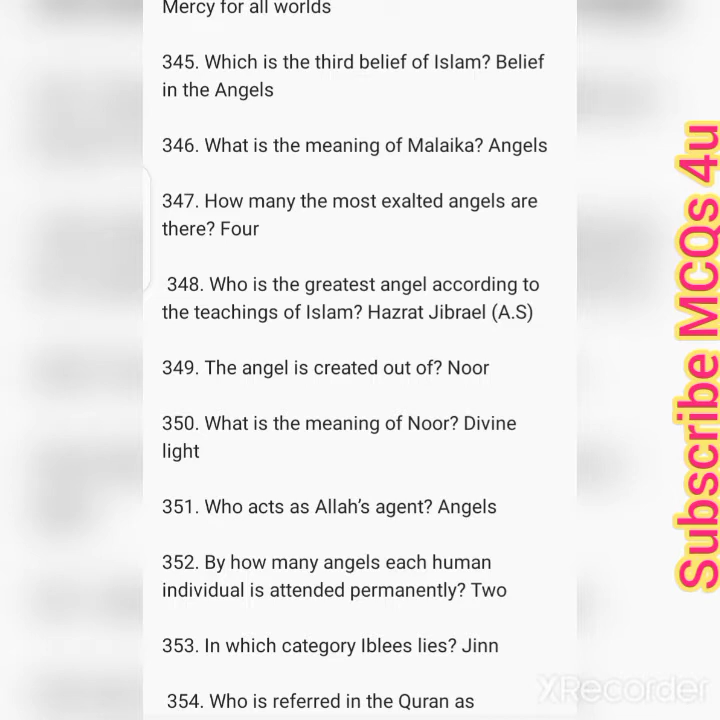 Mercy for all worlds
345. Which is the third belief of Islam? Belief
in the Angels
346. What is the meaning of Malaika? Angels
347. How many the most exalted angels are
there? Four
348. Who is the greatest angel according to
the teachings of Islam? Hazrat Jibrael (A.S)
349. The angel is created out of? Noor
350. What is the meaning of Noor? Divine
light
351. Who acts as Allah’s agent? Angels
352. By how many angels each human
individual is attended permanently? Two
353. In which category Iblees lies? Jinn
354. Who is referred in the Quran as
Subscribe MCQs 4u
XRecorder